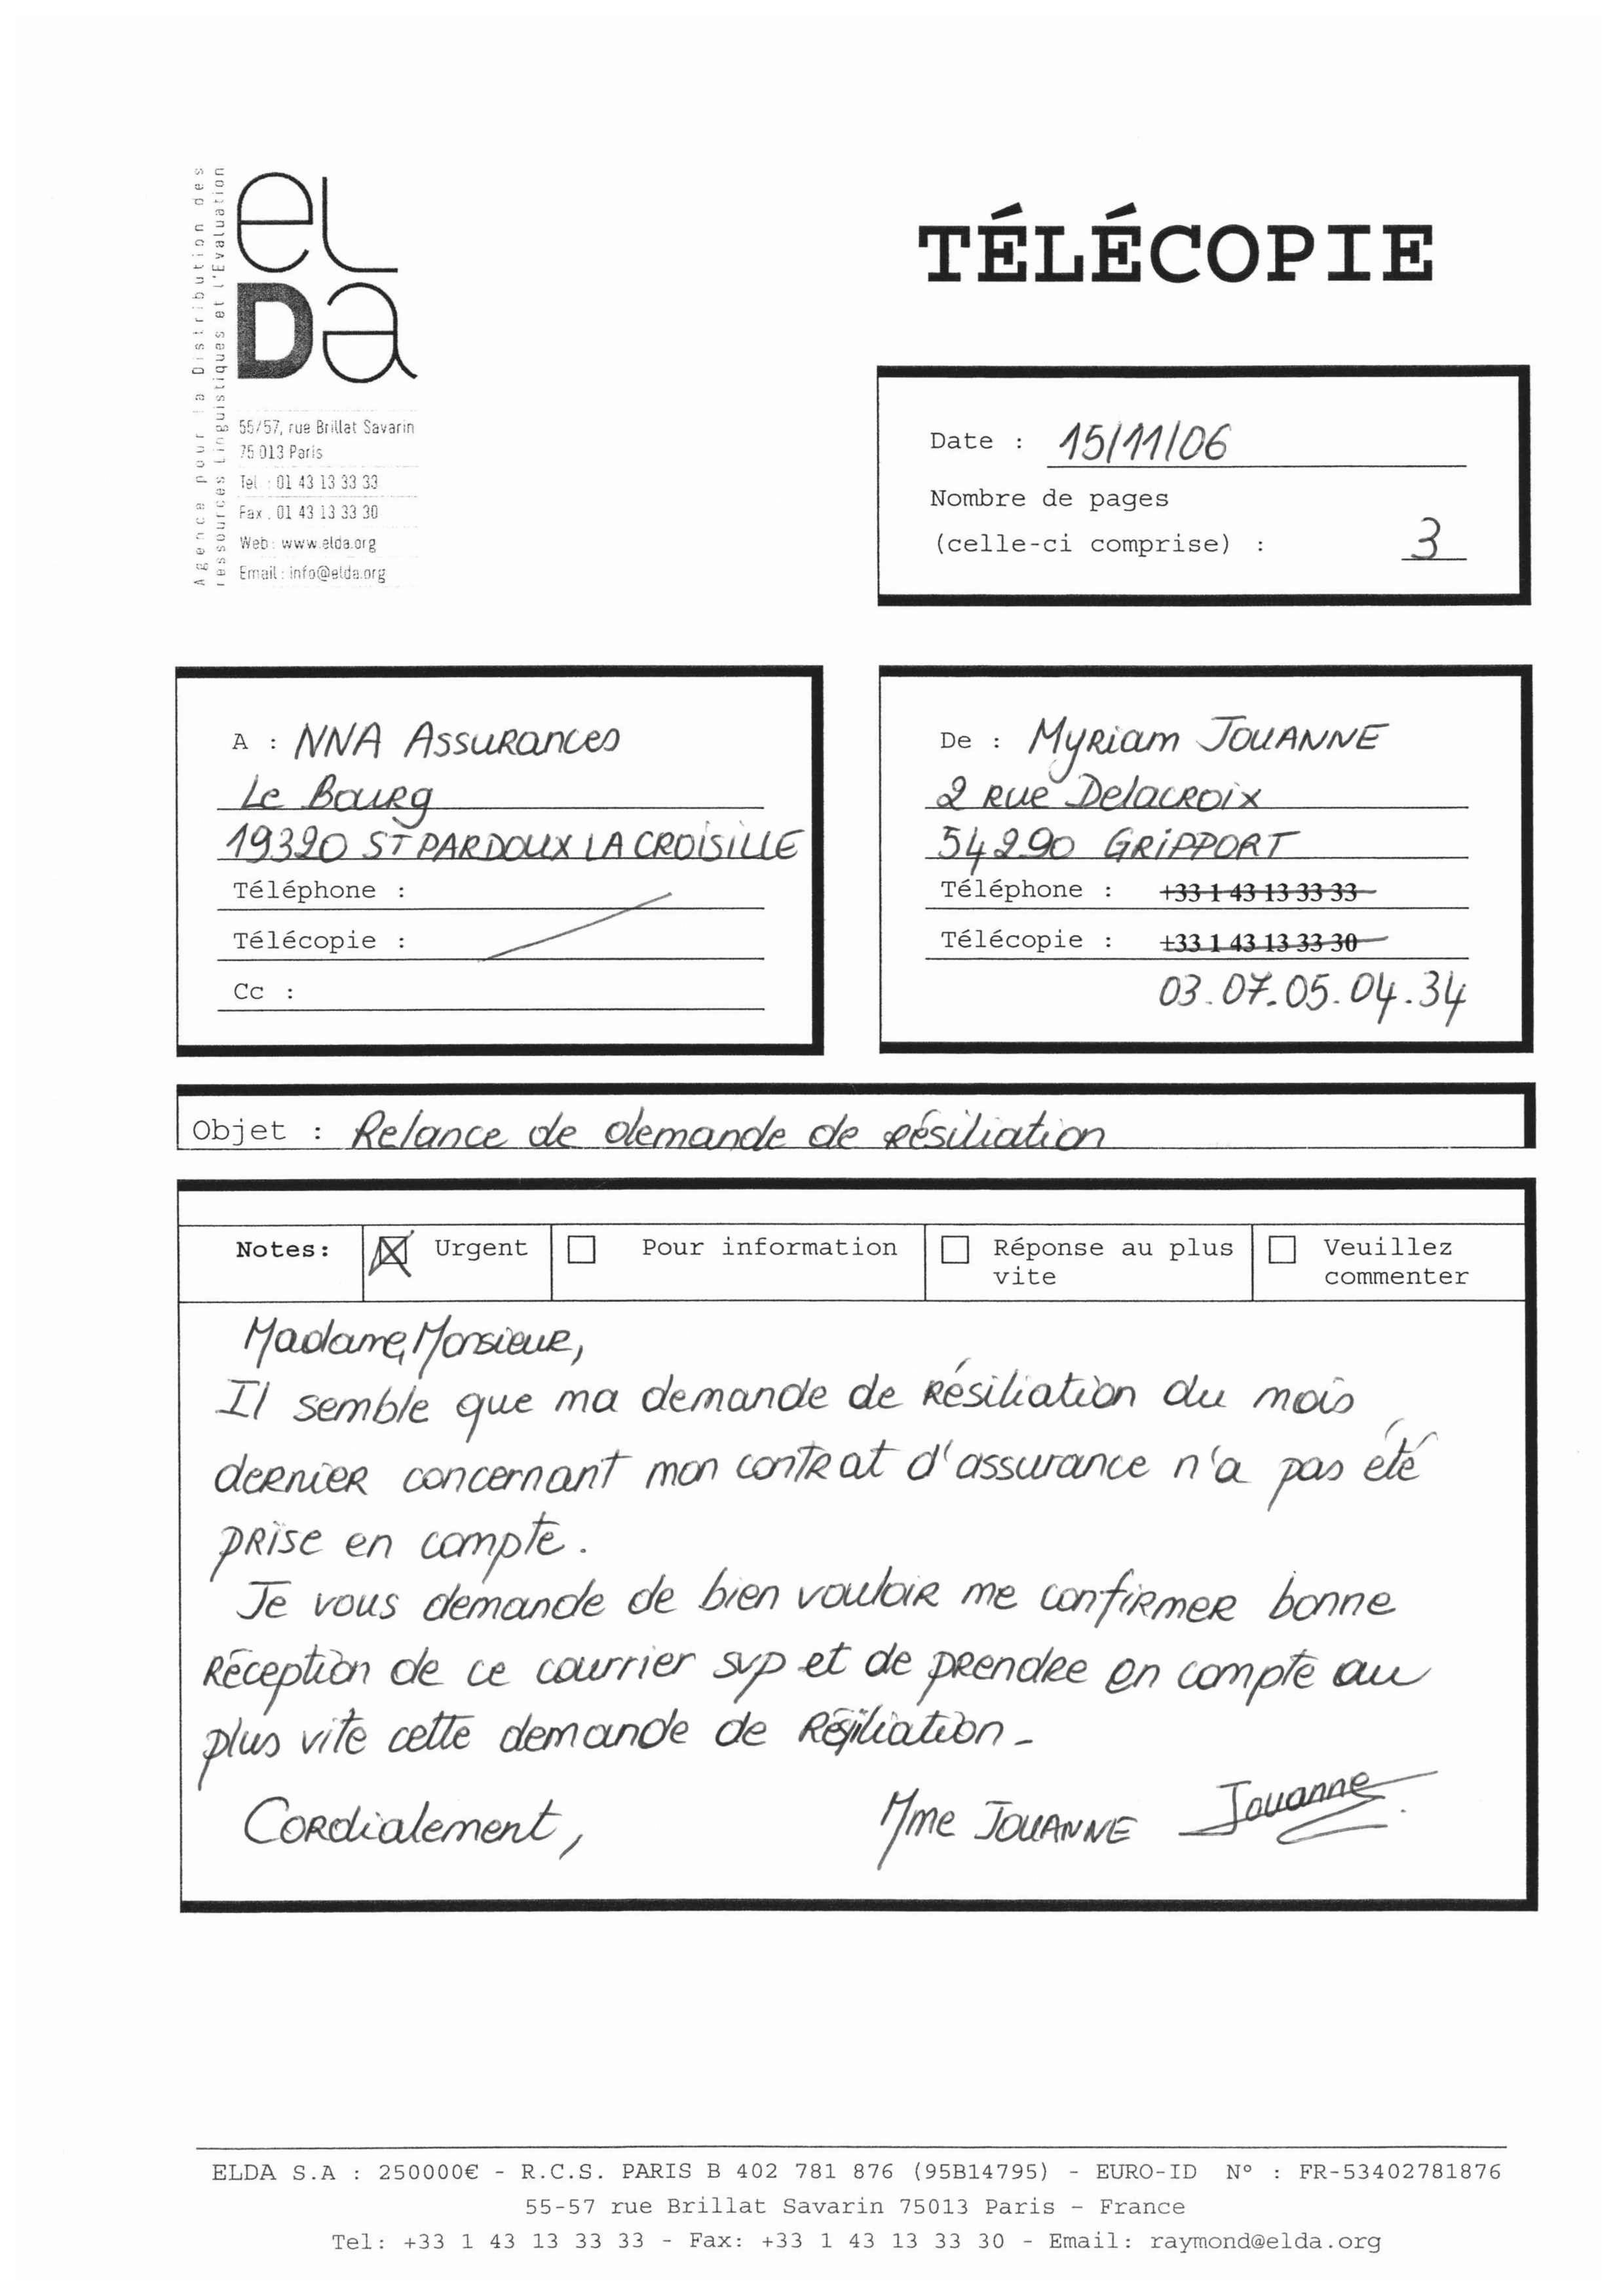 Agence pour la Distribution des
ressources Linguistiques et l'Evaluation
elDa
55/57, rue Brillat Savarin
75 013 Paris
Tel : 01 43 13 33 33
Fax : 01 43 13 33 30
Web : www.elda.org
Email : info@elda.org
TÉLÉCOPIE
Date : 15/11/06
Nombre de pages
(celle-ci comprise) : 3
A : NNA Assurances
Le Bourg
19320 ST PARDOUX LA CROISILLE
Téléphone :
Télécopie :
Cc :
De : Myriam JOUANNE
2 rue Delacroix
54290 GRIPPORT
Téléphone : +33 1 43 13 33 33
Télécopie : +33 1 43 13 33 30
03.07.05.04.34
Objet : Relance de demande de résiliation
Notes: Urgent Pour information Réponse au plus vite Veuillez commenter
Madame, Monsieur,
Il semble que ma demande de résiliation du mois
dernier concernant mon contrat d'assurance n'a pas été
prise en compte.
Je vous demande de bien vouloir me confirmer bonne
réception de ce courrier svp et de prendre en compte au
plus vite cette demande de résiliation -
Cordialement,
Mme JOUANNE Jouanne
ELDA S.A : 250000€ - R.C.S. PARIS B 402 781 876 (95B14795) - EURO-ID N° : FR-53402781876
55-57 rue Brillat Savarin 75013 Paris – France
Tel: +33 1 43 13 33 33 - Fax: +33 1 43 13 33 30 - Email: raymond@elda.org